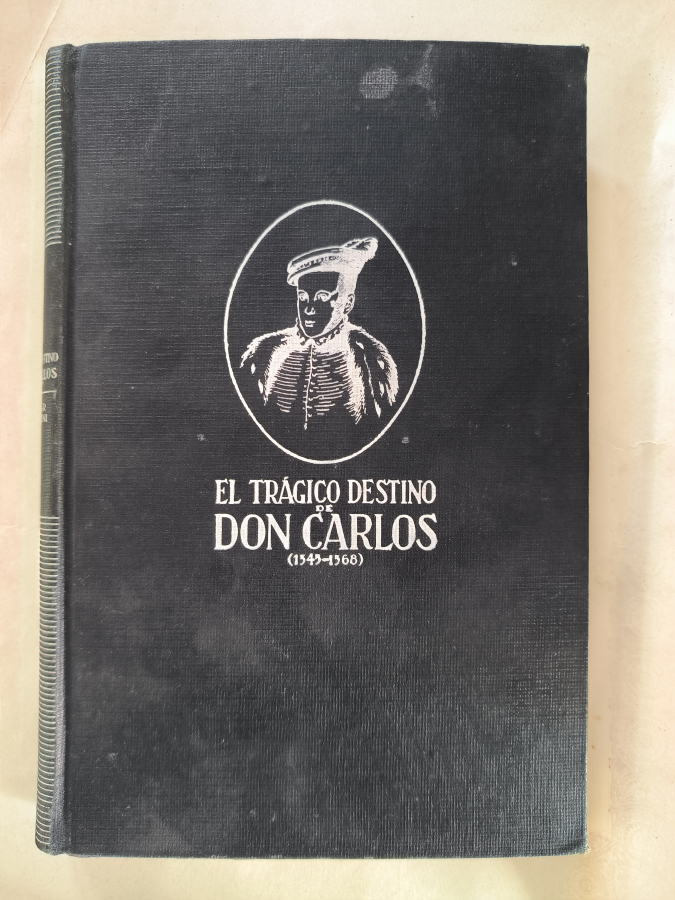 EL TRÁGICO DESTINO
DE
DON CARLOS
(1545-1568)